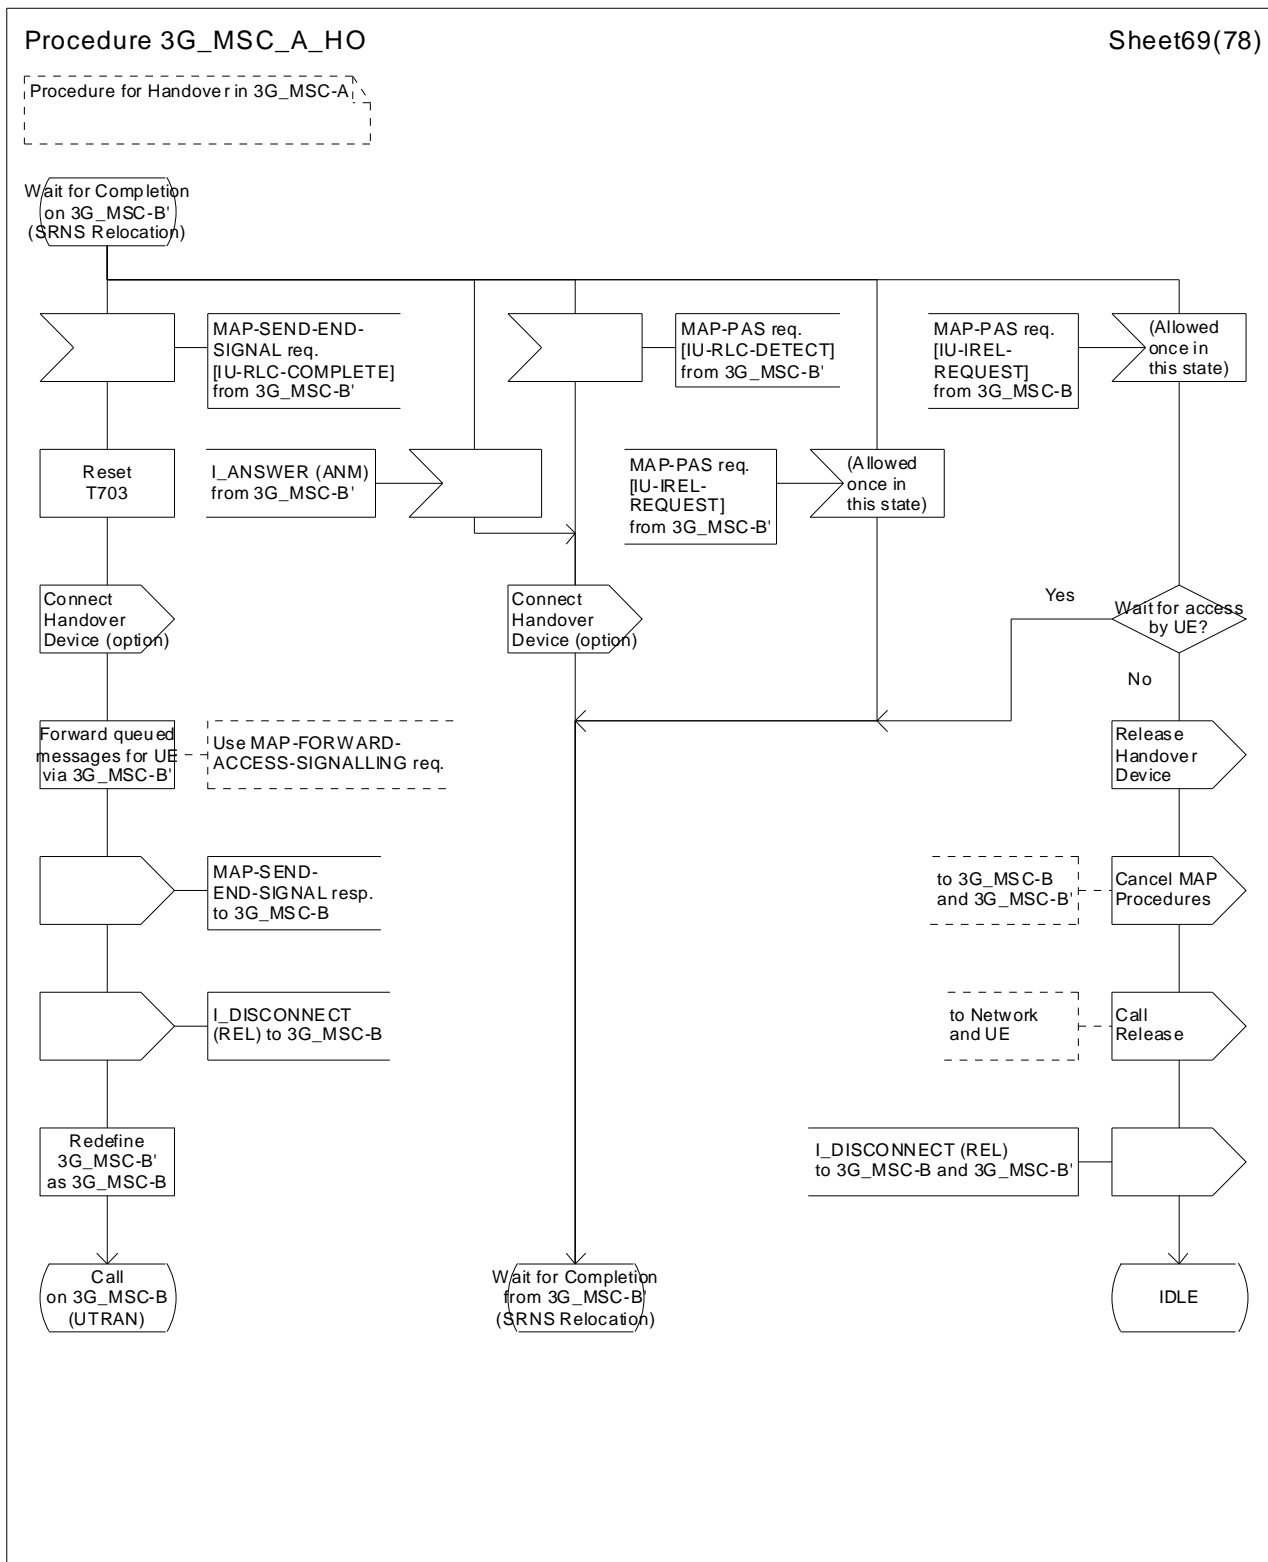 Procedure 3G_MSC_A_HO
Sheet69(78)
Procedure for Handover in 3G_MSC-A
Wait for Completion
on 3G_MSC-B'
(SRNS Relocation)
MAP-SEND-END-
SIGNAL req.
[IU-RLC-COMPLETE]
from 3G_MSC-B'
MAP-PAS req.
[IU-RLC-DETECT]
from 3G_MSC-B'
MAP-PAS req.
[IU-IREL-
REQUEST]
from 3G_MSC-B
(Allowed
once in
this state)
Reset
T703
I_ANSWER (ANM)
from 3G_MSC-B'
MAP-PAS req.
[IU-IREL-
REQUEST]
from 3G_MSC-B'
(Allowed
once in
this state)
Connect
Handover
Device (option)
Connect
Handover
Device (option)
Yes
Wait for access
by UE?
No
Forward queued
messages for UE
via 3G_MSC-B'
Use MAP-FORWARD-
ACCESS-SIGNALLING req.
Release
Handover
Device
MAP-SEND-
END-SIGNAL resp.
to 3G_MSC-B
to 3G_MSC-B
and 3G_MSC-B'
Cancel MAP
Procedures
I_DISCONNECT
(REL) to 3G_MSC-B
to Network
and UE
Call
Release
Redefine
3G_MSC-B'
as 3G_MSC-B
I_DISCONNECT (REL)
to 3G_MSC-B and 3G_MSC-B'
Call
on 3G_MSC-B
(UTRAN)
Wait for Completion
from 3G_MSC-B'
(SRNS Relocation)
IDLE